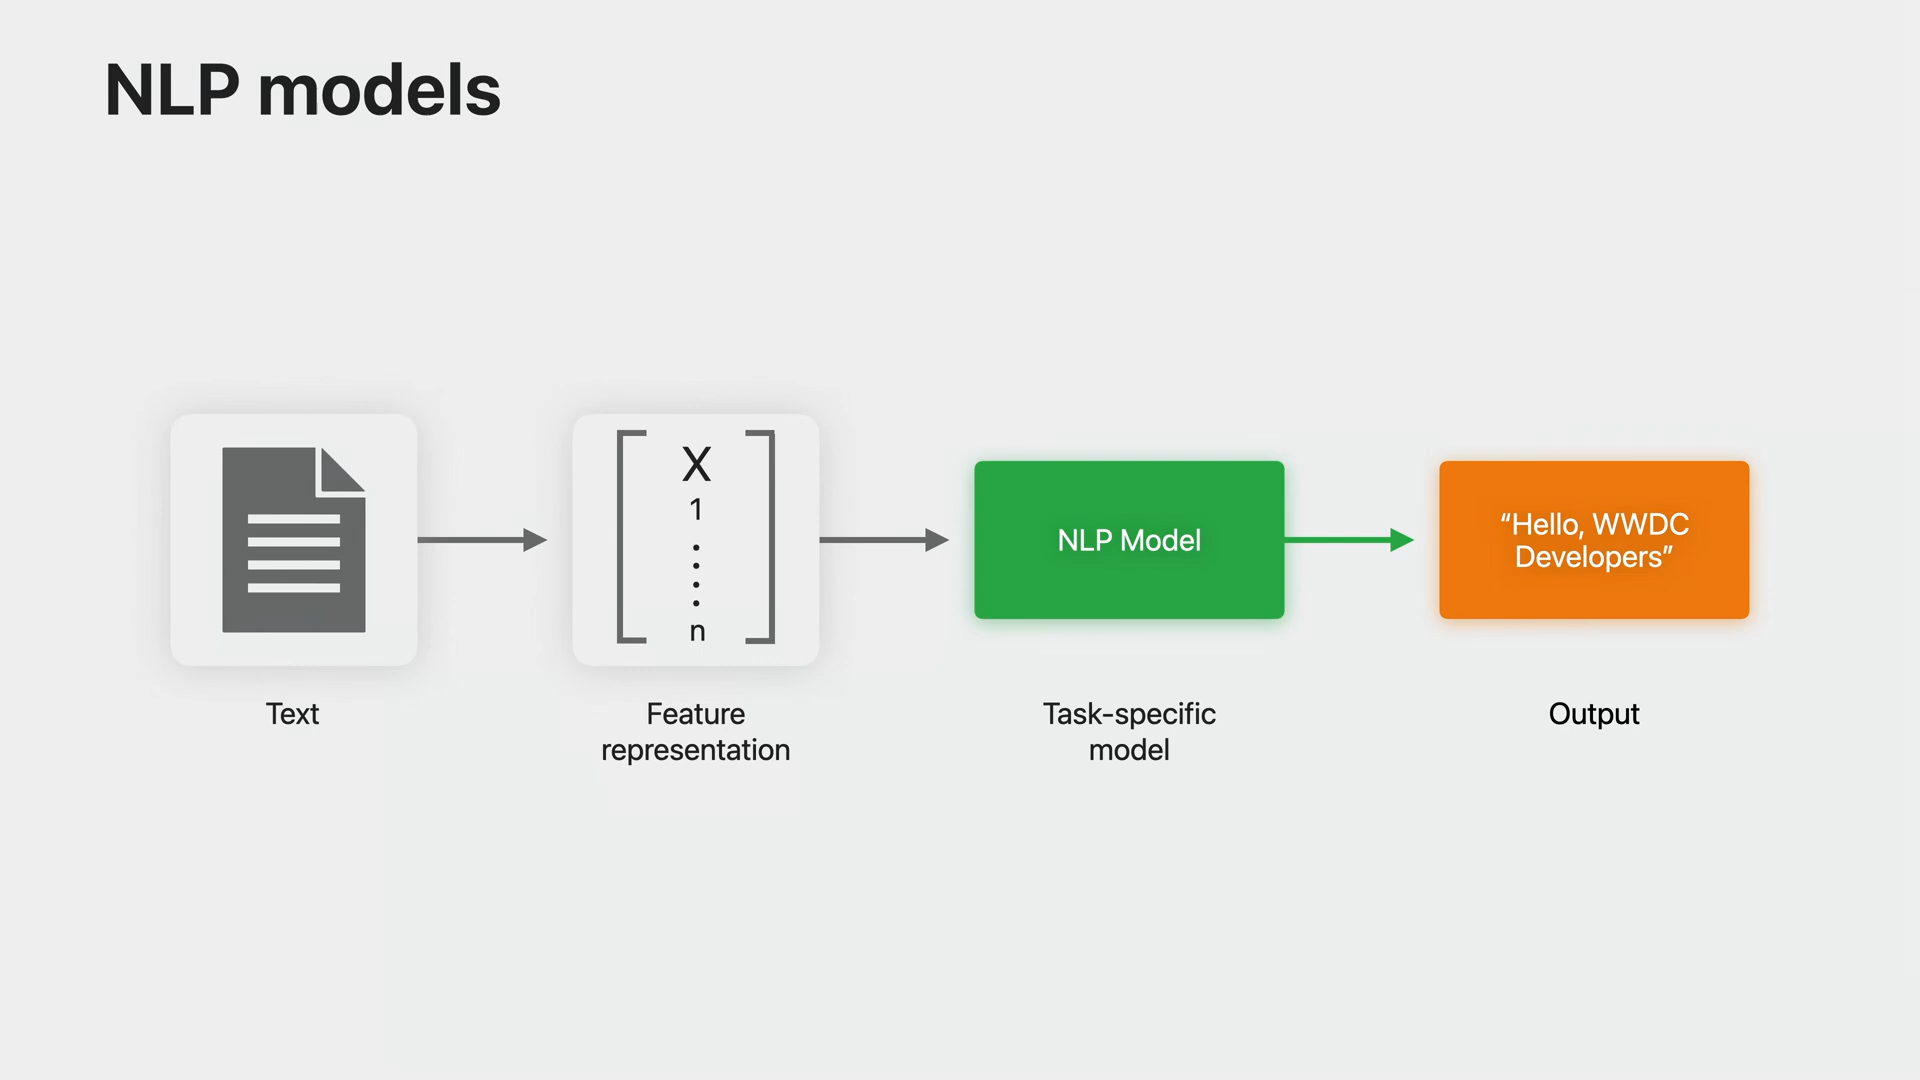 NLP models
X
1
n
NLP Model
“Hello, WWDC
Developers”
Text
Feature
representation
Task-specific
model
Output